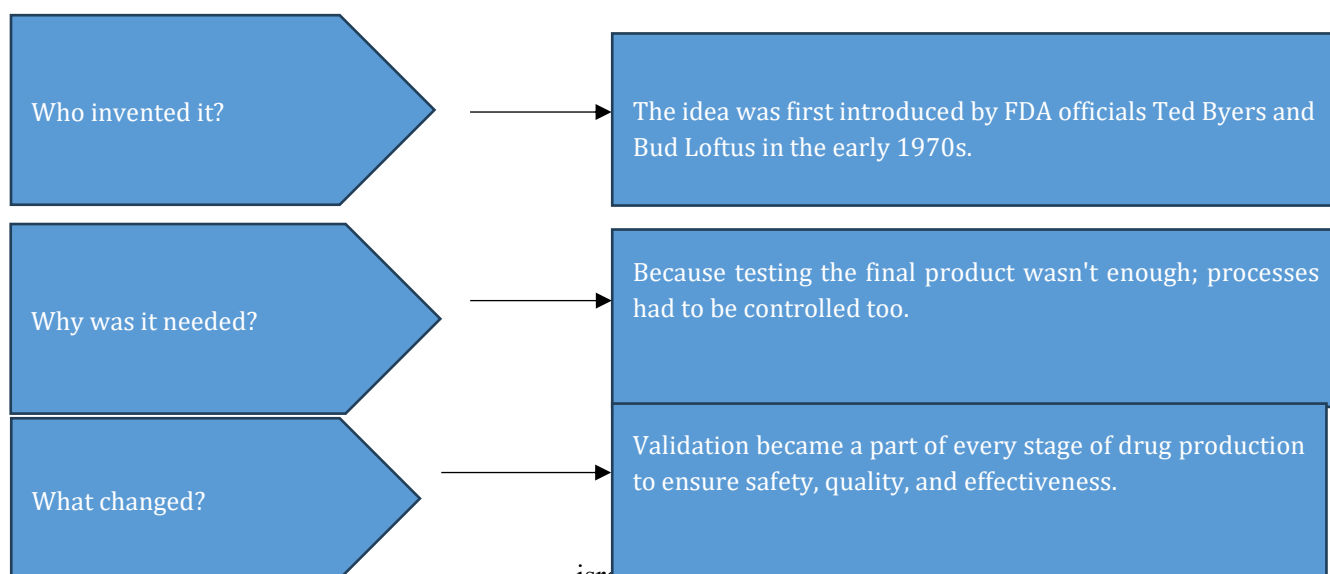 Who invented it?
The idea was first introduced by FDA officials Ted Byers and
Bud Loftus in the early 1970s.
Why was it needed?
Because testing the final product wasn't enough; processes
had to be controlled too.
What changed?
Validation became a part of every stage of drug production
to ensure safety, quality, and effectiveness.